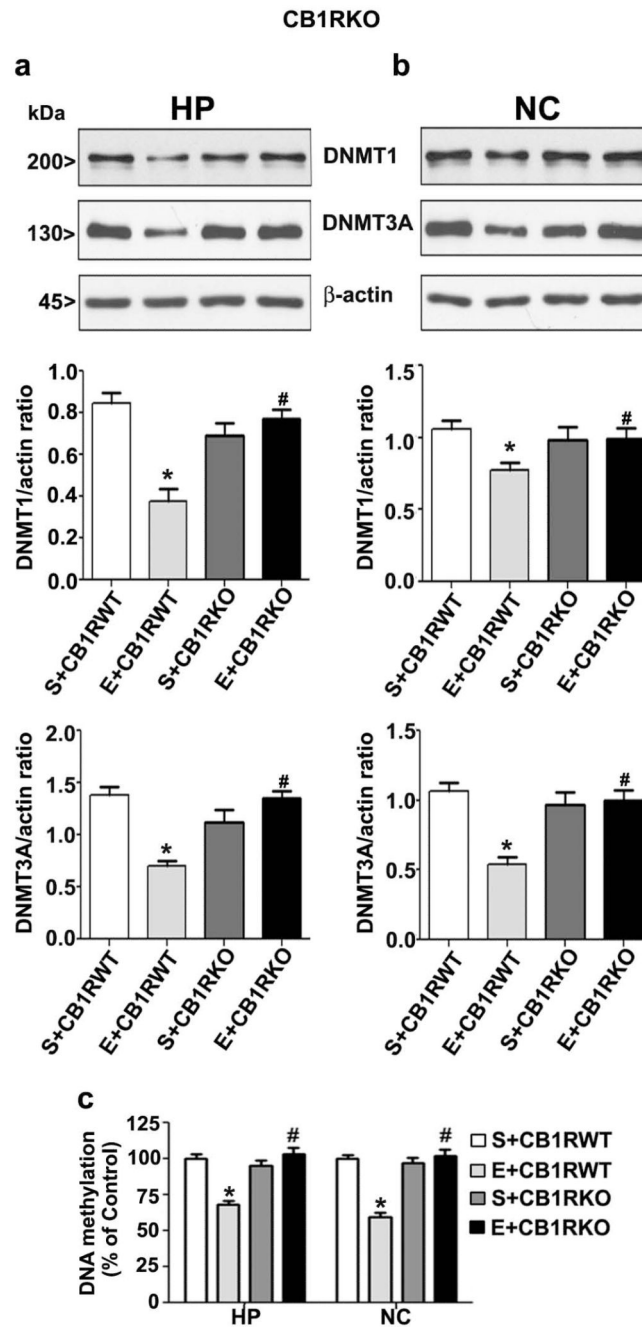 CB1RKO
a
b
kDa
HP
NC
200>
DNMT1
130>
DNMT3A
45>
β-actin
DNMT1/actin ratio
0.0
0.2
0.4
0.6
0.8
1.0
*
#
S+CB1RWT
E+CB1RWT
S+CB1RKO
E+CB1RKO
DNMT1/actin ratio
0.0
0.5
1.0
1.5
*
#
S+CB1RWT
E+CB1RWT
S+CB1RKO
E+CB1RKO
DNMT3A/actin ratio
0.0
0.5
1.0
1.5
2.0
*
#
S+CB1RWT
E+CB1RWT
S+CB1RKO
E+CB1RKO
DNMT3A/actin ratio
0.0
0.5
1.0
1.5
*
#
S+CB1RWT
E+CB1RWT
S+CB1RKO
E+CB1RKO
c
DNA methylation
(% of Control)
125
100
75
50
25
0
*
#
*
#
HP
NC
S+CB1RWT
E+CB1RWT
S+CB1RKO
E+CB1RKO